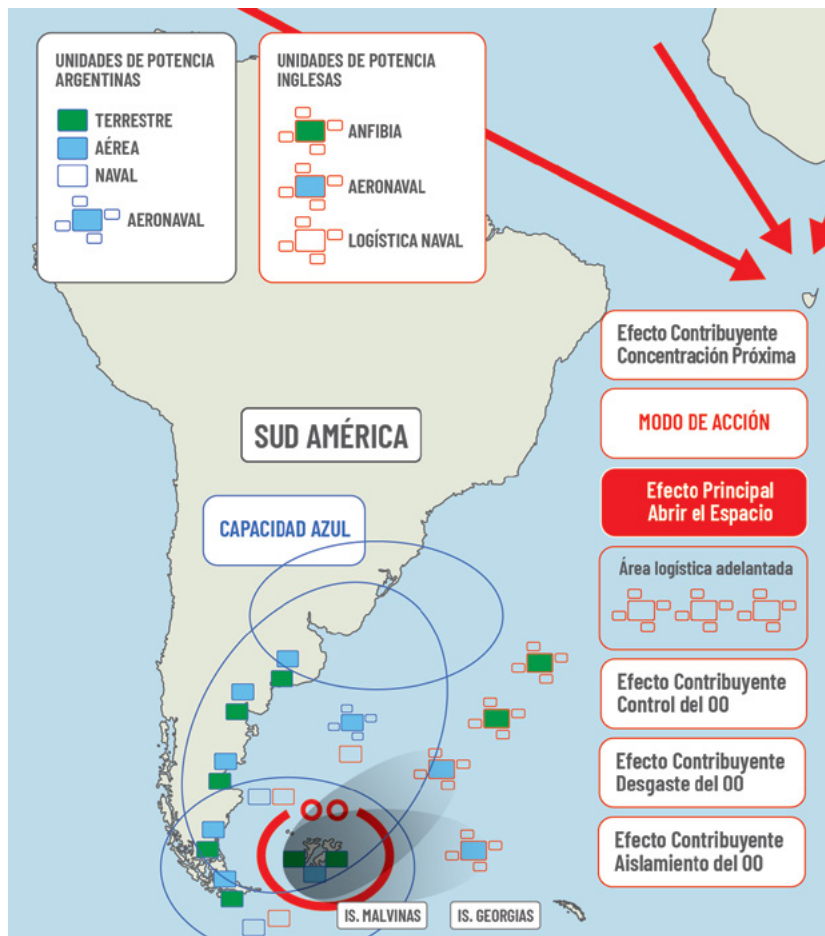 UNIDADES DE POTENCIA
ARGENTINAS
TERRESTRE
AÉREA
NAVAL
AERONAVAL
UNIDADES DE POTENCIA
INGLESAS
ANFIBIA
AERONAVAL
LOGÍSTICA NAVAL
Efecto Contribuyente
Concentración Próxima
MODO DE ACCIÓN
SUD AMÉRICA
Efecto Principal
Abrir el Espacio
CAPACIDAD AZUL
Área logística adelantada
Efecto Contribuyente
Control del OO
Efecto Contribuyente
Desgaste del OO
OO
Efecto Contribuyente
Aislamiento del OO
IS. MALVINAS
IS. GEORGIAS